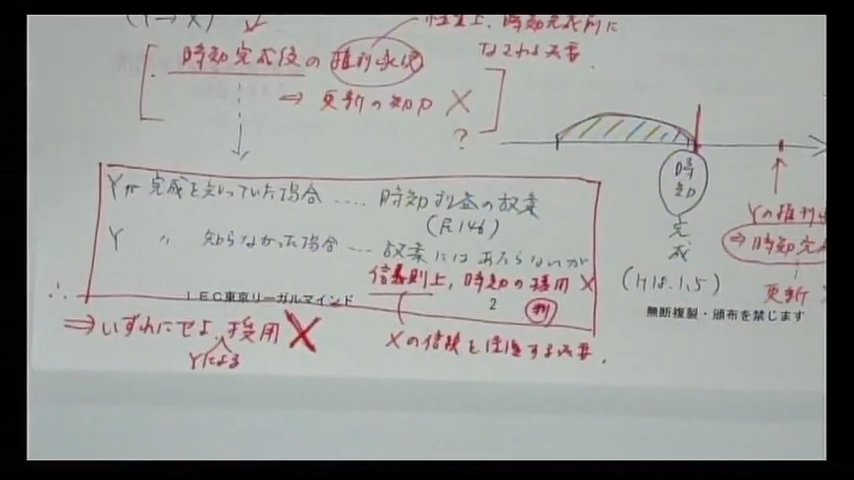 (Y→X)
性質上、時効完成前に
なされる必要.
時効完成後の権利承認
⇒ 更新の効力 ×
?
Yが完成を知っていた場合 .... 時効利益の放棄
(民146)
Y 〃 知らなかった場合 ... 放棄にはあたらないが
信義則上, 時効の援用 ×
判
∴
⇒ いずれにせよ, 援用 ×
Yによる
Xの信頼を保護する必要.
LEC東京リーガルマインド
2
時効
完成
(H18.1.5)
Yの権利
⇒ 時効完
更新
無断複製・頒布を禁じます